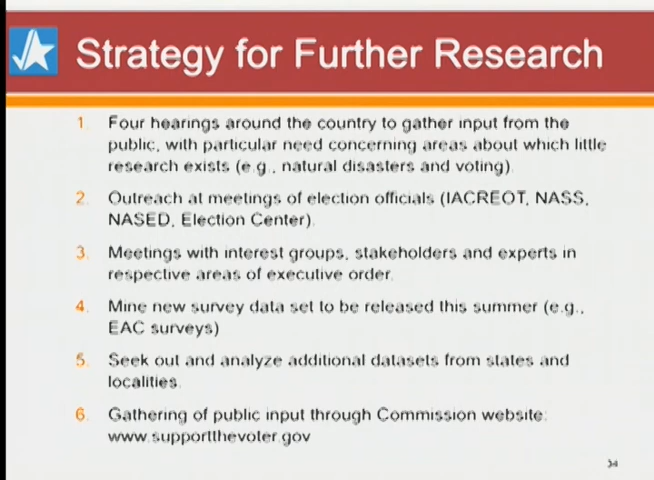 Strategy for Further Research
1. Four hearings around the country to gather input from the
public, with particular need concerning areas about which little
research exists (e.g., natural disasters and voting).
2. Outreach at meetings of election officials (IACREOT, NASS,
NASED, Election Center).
3. Meetings with interest groups, stakeholders and experts in
respective areas of executive order.
4. Mine new survey data set to be released this summer (e.g.,
EAC surveys)
5. Seek out and analyze additional datasets from states and
localities.
6. Gathering of public input through Commission website:
www.supportthevoter.gov
34